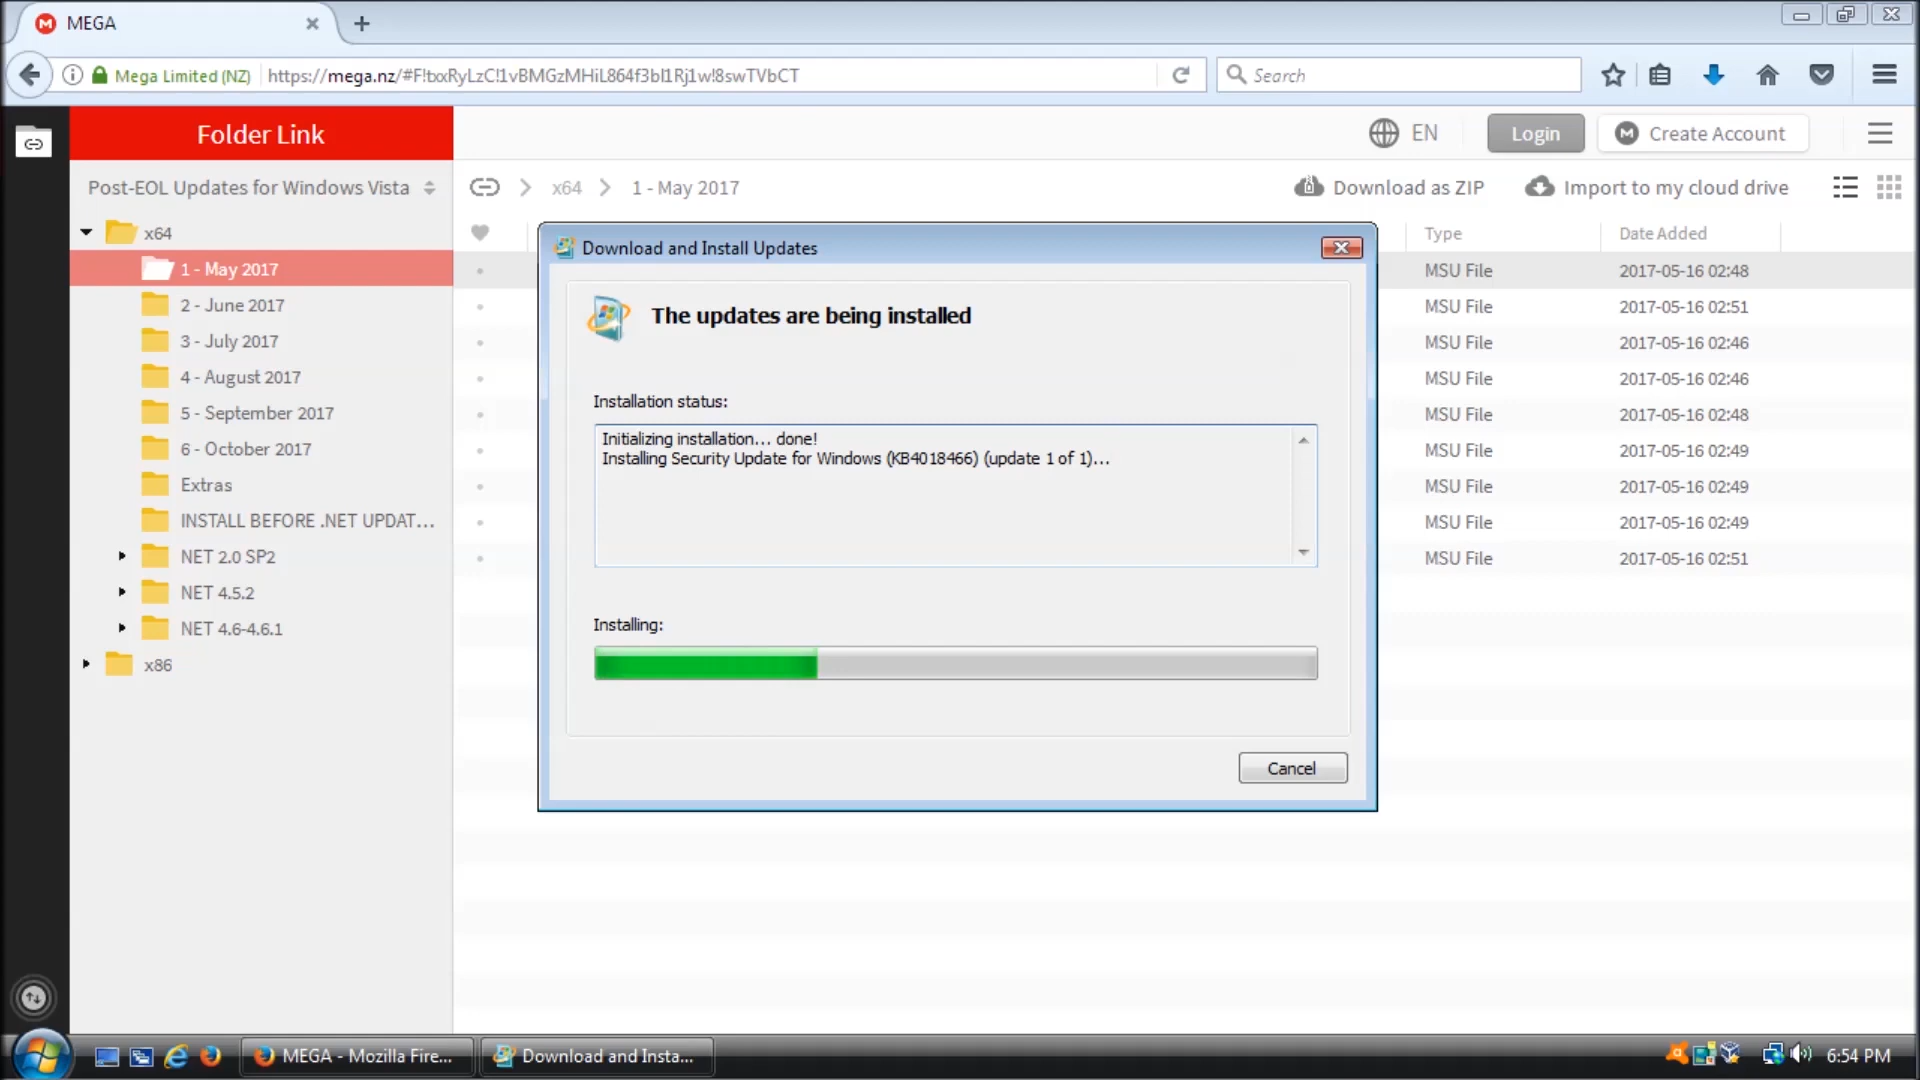 MEGA
Mega Limited (NZ)
https://mega.nz/#F!txxRyLzC!1vBMGzMHiL864f3bl1Rj1w!8swTVbCT
Search
Folder Link
EN
Login
Create Account
Post-EOL Updates for Windows Vista
x64
1 - May 2017
Download as ZIP
Import to my cloud drive
x64
1 - May 2017
2 - June 2017
3 - July 2017
4 - August 2017
5 - September 2017
6 - October 2017
Extras
INSTALL BEFORE .NET UPDAT...
NET 2.0 SP2
NET 4.5.2
NET 4.6-4.6.1
x86
Type
Date Added
MSU File 2017-05-16 02:48
MSU File 2017-05-16 02:51
MSU File 2017-05-16 02:46
MSU File 2017-05-16 02:46
MSU File 2017-05-16 02:48
MSU File 2017-05-16 02:49
MSU File 2017-05-16 02:49
MSU File 2017-05-16 02:49
MSU File 2017-05-16 02:51
Download and Install Updates
The updates are being installed
Installation status:
Initializing installation... done!
Installing Security Update for Windows (KB4018466) (update 1 of 1)...
Installing:
Cancel
MEGA - Mozilla Fire...
Download and Insta...
6:54 PM